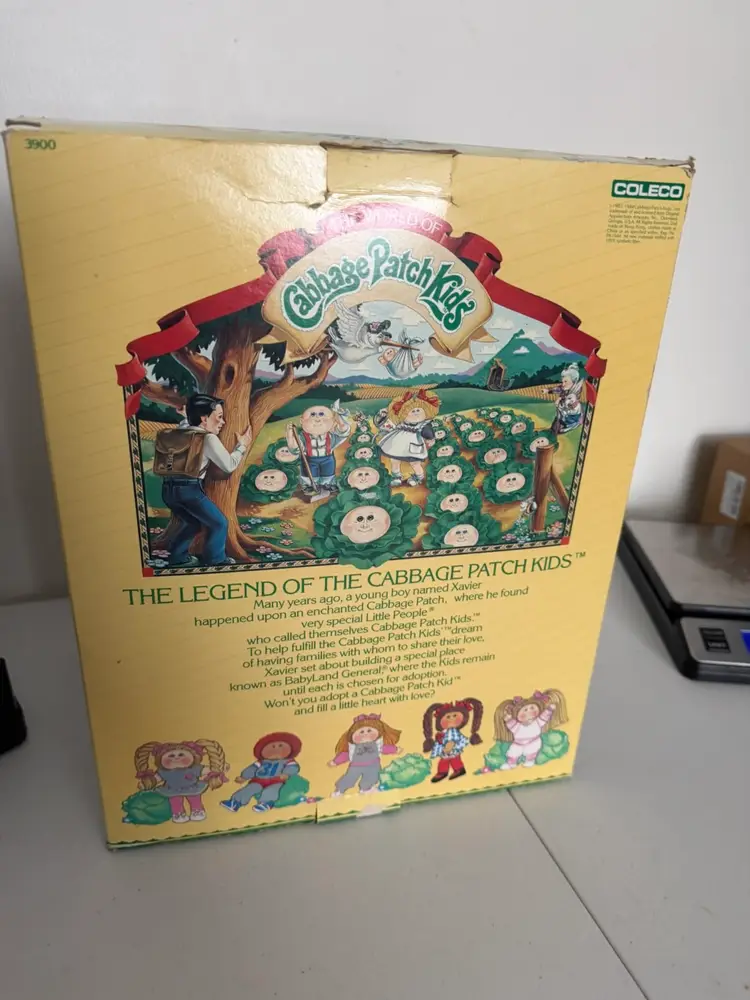 3900
COLECO
THE WORLD OF
Cabbage Patch Kids
THE LEGEND OF THE CABBAGE PATCH KIDS™
Many years ago, a young boy named Xavier
happened upon an enchanted Cabbage Patch, where he found
very special Little People®
who called themselves Cabbage Patch Kids.™
To help fulfill the Cabbage Patch Kids'™ dream
of having families with whom to share their love,
Xavier set about building a special place
known as BabyLand General,® where the Kids remain
until each is chosen for adoption.
Won't you adopt a Cabbage Patch Kid™
and fill a little heart with love?
31